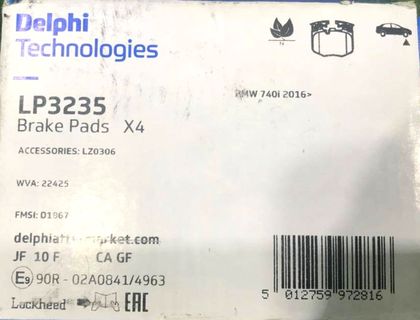 Delphi
Technologies
LP3235
Brake Pads X4
BMW 740i 2016>
ACCESSORIES: LZ0306
WVA: 22425
FMSI: D1867
JF 10 F CA GF
E9 90R - 02A0841/4963
Lockheed EAC
5 012759 972816